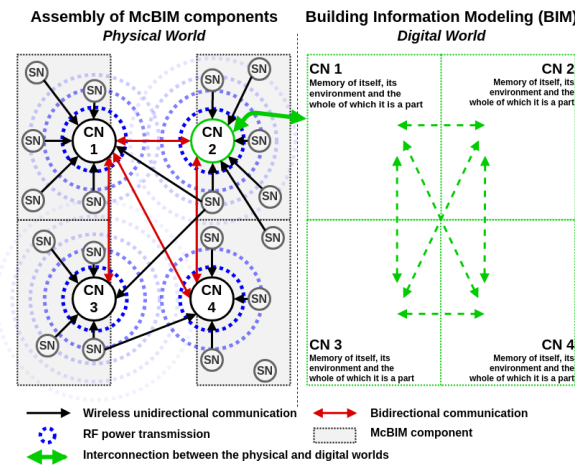 Assembly of McBIM components
Physical World
Building Information Modeling (BIM)
Digital World
SN
SN
SN
SN
SN
SN
CN
1
CN
2
SN
SN
SN
SN
SN
SN
SN
SN
SN
SN
CN
3
CN
4
SN
SN
SN
SN
SN
CN 1
Memory of itself, its
environment and the
whole of which it is a part
CN 2
Memory of itself, its
environment and the
whole of which it is a part
CN 3
Memory of itself, its
environment and the
whole of which it is a part
CN 4
Memory of itself, its
environment and the
whole of which it is a part
Wireless unidirectional communication
Bidirectional communication
RF power transmission
McBIM component
Interconnection between the physical and digital worlds